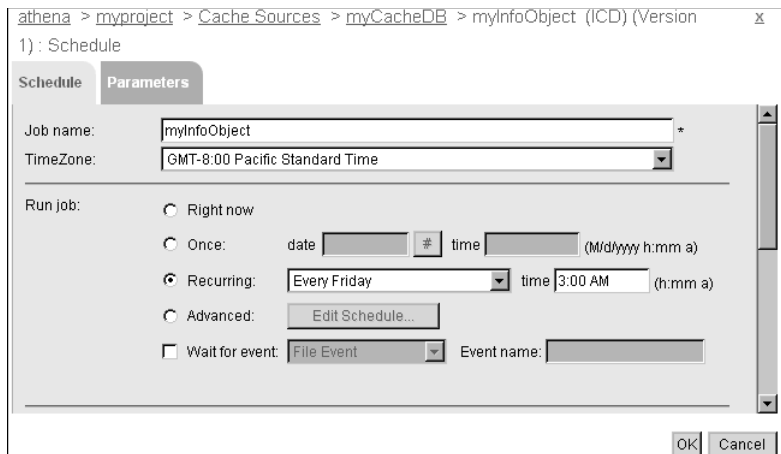 athena > myproject > Cache Sources > myCacheDB > myInfoObject (ICD) (Version x
1) : Schedule
Schedule Parameters
Job name: myInfoObject *
TimeZone: GMT-8:00 Pacific Standard Time
Run job: Right now
Once: date # time (M/d/yyyy h:mm a)
Recurring: Every Friday time 3:00 AM (h:mm a)
Advanced: Edit Schedule...
Wait for event: File Event Event name:
OK Cancel